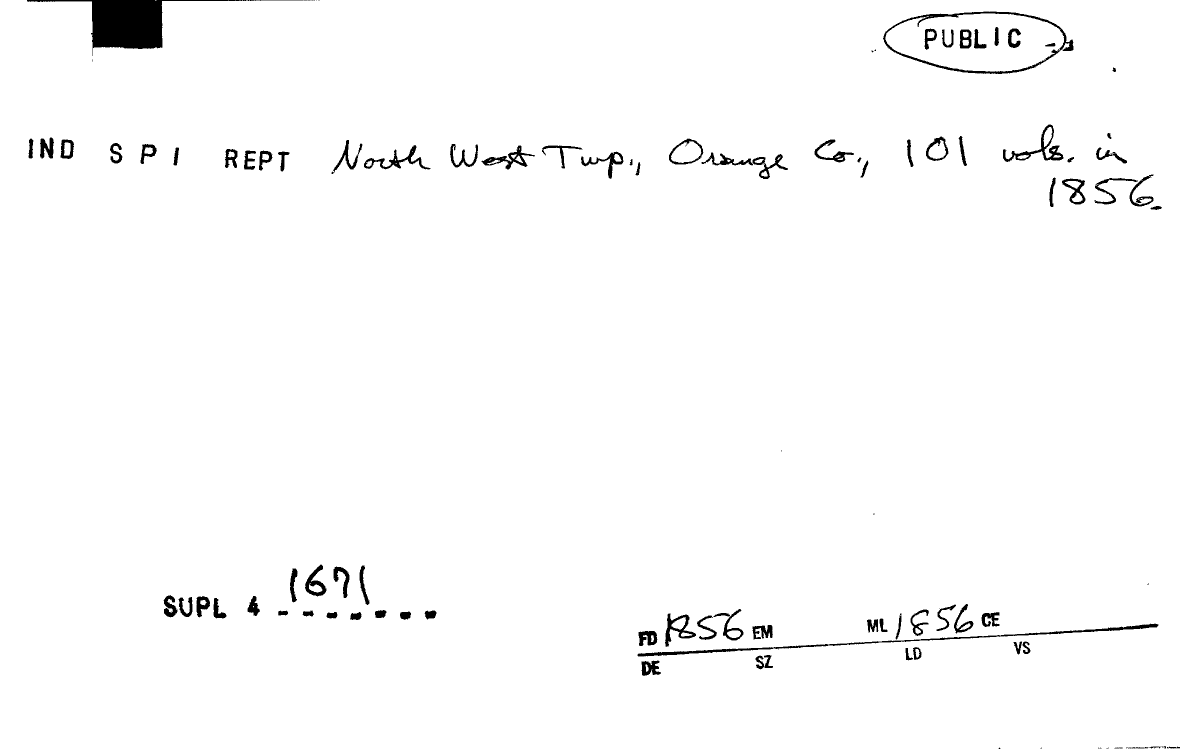 PUBLIC
IND SPI REPT North West Twp., Orange Co., 101 vols. in
1856.
SUPL 4 1671
FD 1856 EM ML 1856 CE
DE SZ LD VS